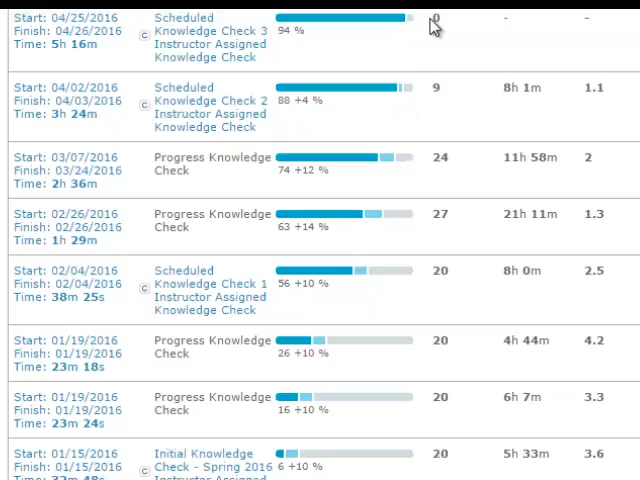 Start: 04/25/2016 Scheduled 0 - -
Finish: 04/26/2016 C Knowledge Check 3 94 %
Time: 5h 16m Instructor Assigned
Knowledge Check
Start: 04/02/2016 Scheduled 9 8h 1m 1.1
Finish: 04/03/2016 C Knowledge Check 2 88 +4 %
Time: 3h 24m Instructor Assigned
Knowledge Check
Start: 03/07/2016 Progress Knowledge 24 11h 58m 2
Finish: 03/24/2016 Check 74 +12 %
Time: 2h 36m
Start: 02/26/2016 Progress Knowledge 27 21h 11m 1.3
Finish: 02/26/2016 Check 63 +14 %
Time: 1h 29m
Start: 02/04/2016 Scheduled 20 8h 0m 2.5
Finish: 02/04/2016 C Knowledge Check 1 56 +10 %
Time: 38m 25s Instructor Assigned
Knowledge Check
Start: 01/19/2016 Progress Knowledge 20 4h 44m 4.2
Finish: 01/19/2016 Check 26 +10 %
Time: 23m 18s
Start: 01/19/2016 Progress Knowledge 20 6h 7m 3.3
Finish: 01/19/2016 Check 16 +10 %
Time: 23m 24s
Start: 01/15/2016 Initial Knowledge 20 5h 33m 3.6
Finish: 01/15/2016 C Check - Spring 2016 6 +10 %
Time: 32m 48s Instructor Assigned